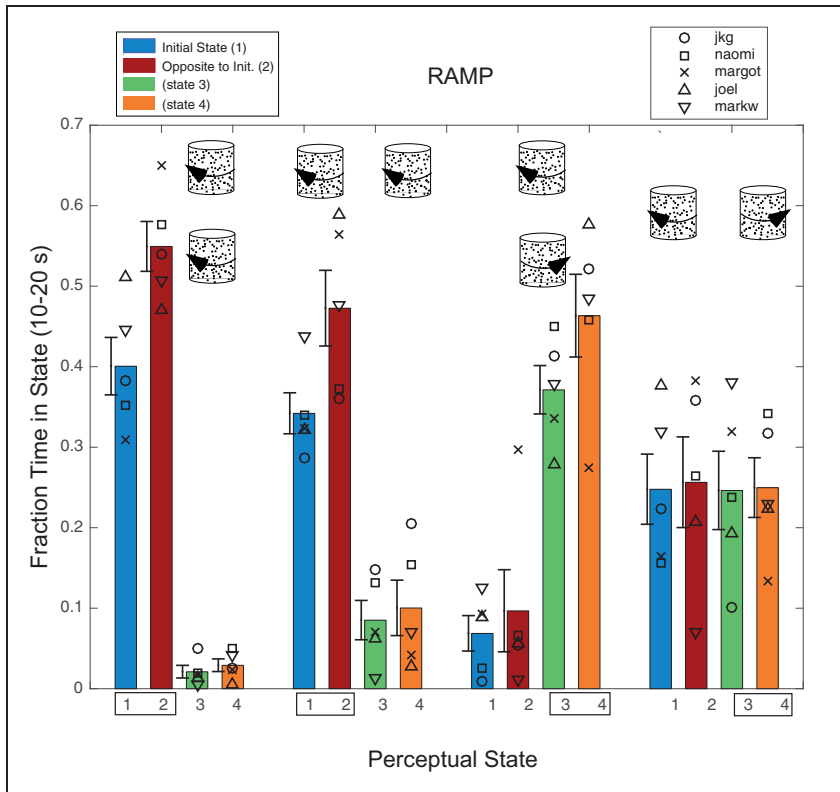 Initial State (1)
Opposite to Init. (2)
(state 3)
(state 4)
RAMP
jkg
naomi
margot
joel
markw
Fraction Time in State (10-20 s)
0.7
0.6
0.5
0.4
0.3
0.2
0.1
0
1 2 3 4 1 2 3 4 1 2 3 4 1 2 3 4
Perceptual State